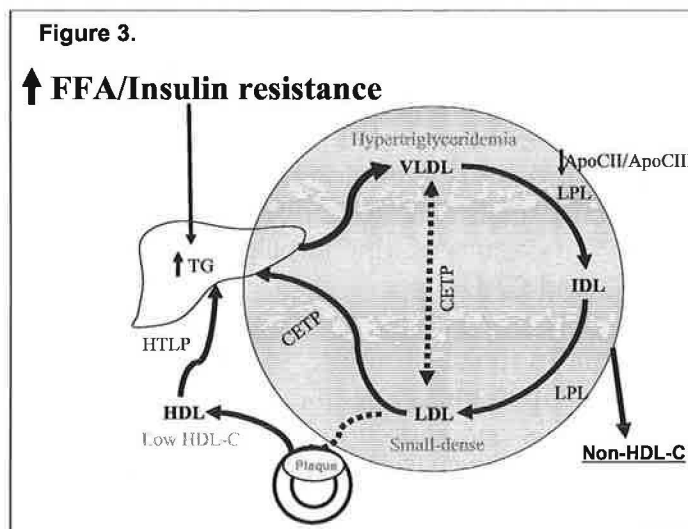 Figure 3.
FFA/Insulin resistance
Hypertriglyceridemia
VLDL
ApoCII/ApoCIII
LPL
TG
CETP
IDL
CETP
HTLP
LPL
HDL
LDL
Low HDL-C
Small-dense
Non-HDL-C
Plaque